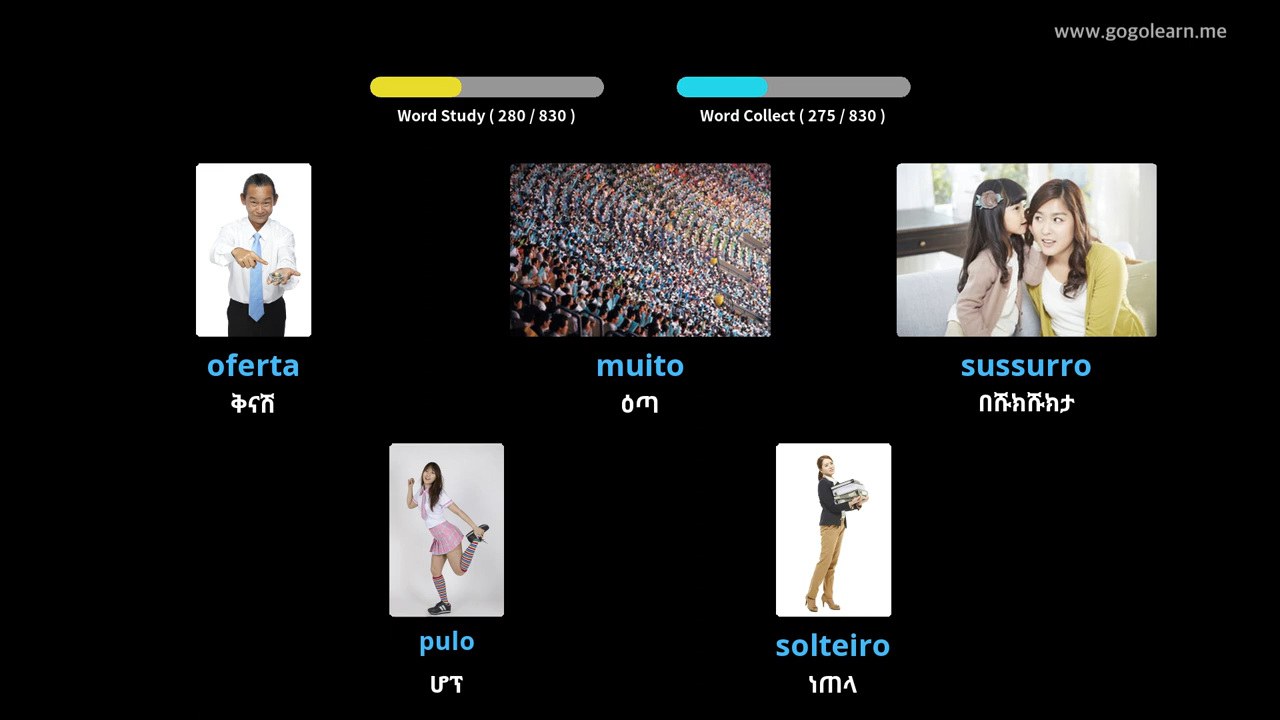 www.gogolearn.me
Word Study ( 280 / 830 )
Word Collect ( 275 / 830 )
oferta
muito
sussurro
ቅናሽ
ዕጣ
በሹክሹክታ
pulo
solteiro
ሆፕ
ነጠላ